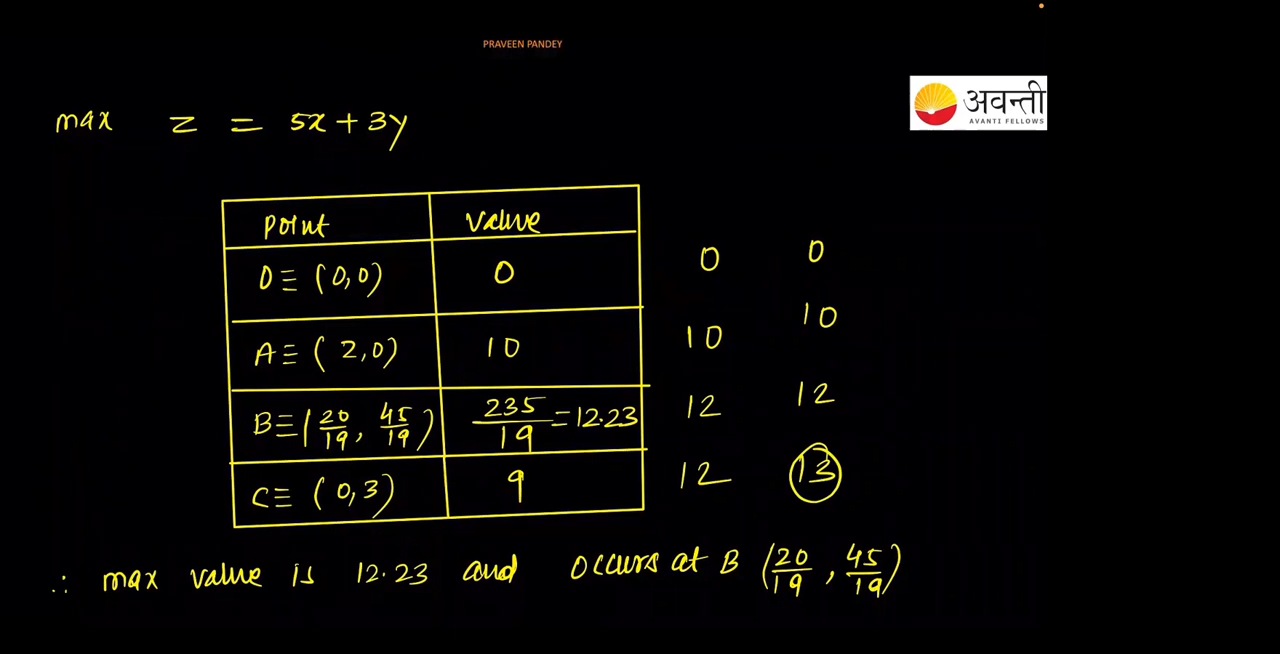 PRAVEEN PANDEY
अवन्ती
AVANTI FELLOWS
max z = 5x + 3y
Point Value
O ≡ (0,0) 0 0 0
A ≡ (2,0) 10 10 10
B ≡ (20/19, 45/19) 235/19 = 12.23 12 12
C ≡ (0,3) 9 12 13
∴ max value is 12.23 and occurs at B (20/19, 45/19)